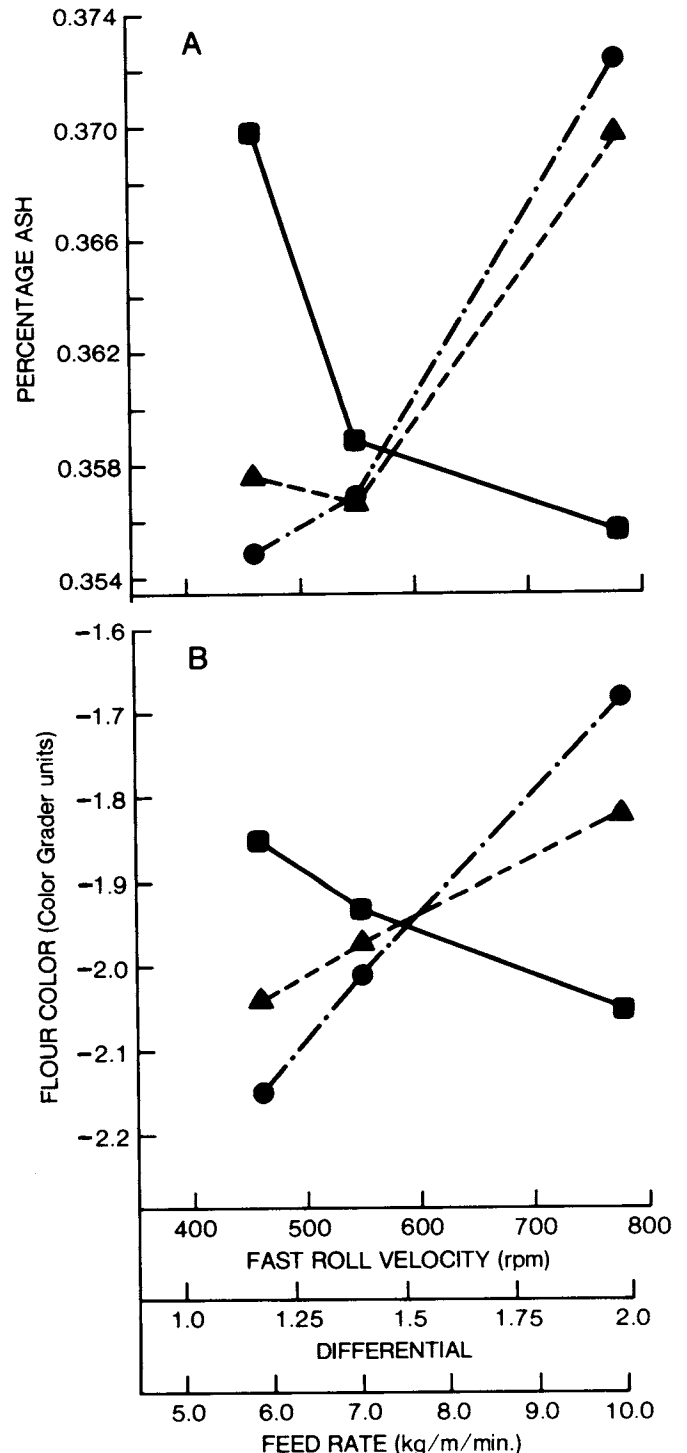 0.374
A
0.370
0.366
0.362
0.358
0.354
PERCENTAGE ASH
−1.6
B
−1.7
−1.8
−1.9
−2.0
−2.1
−2.2
FLOUR COLOR (Color Grader units)
400 500 600 700 800
FAST ROLL VELOCITY (rpm)
1.0 1.25 1.5 1.75 2.0
DIFFERENTIAL
5.0 6.0 7.0 8.0 9.0 10.0
FEED RATE (kg/m/min.)